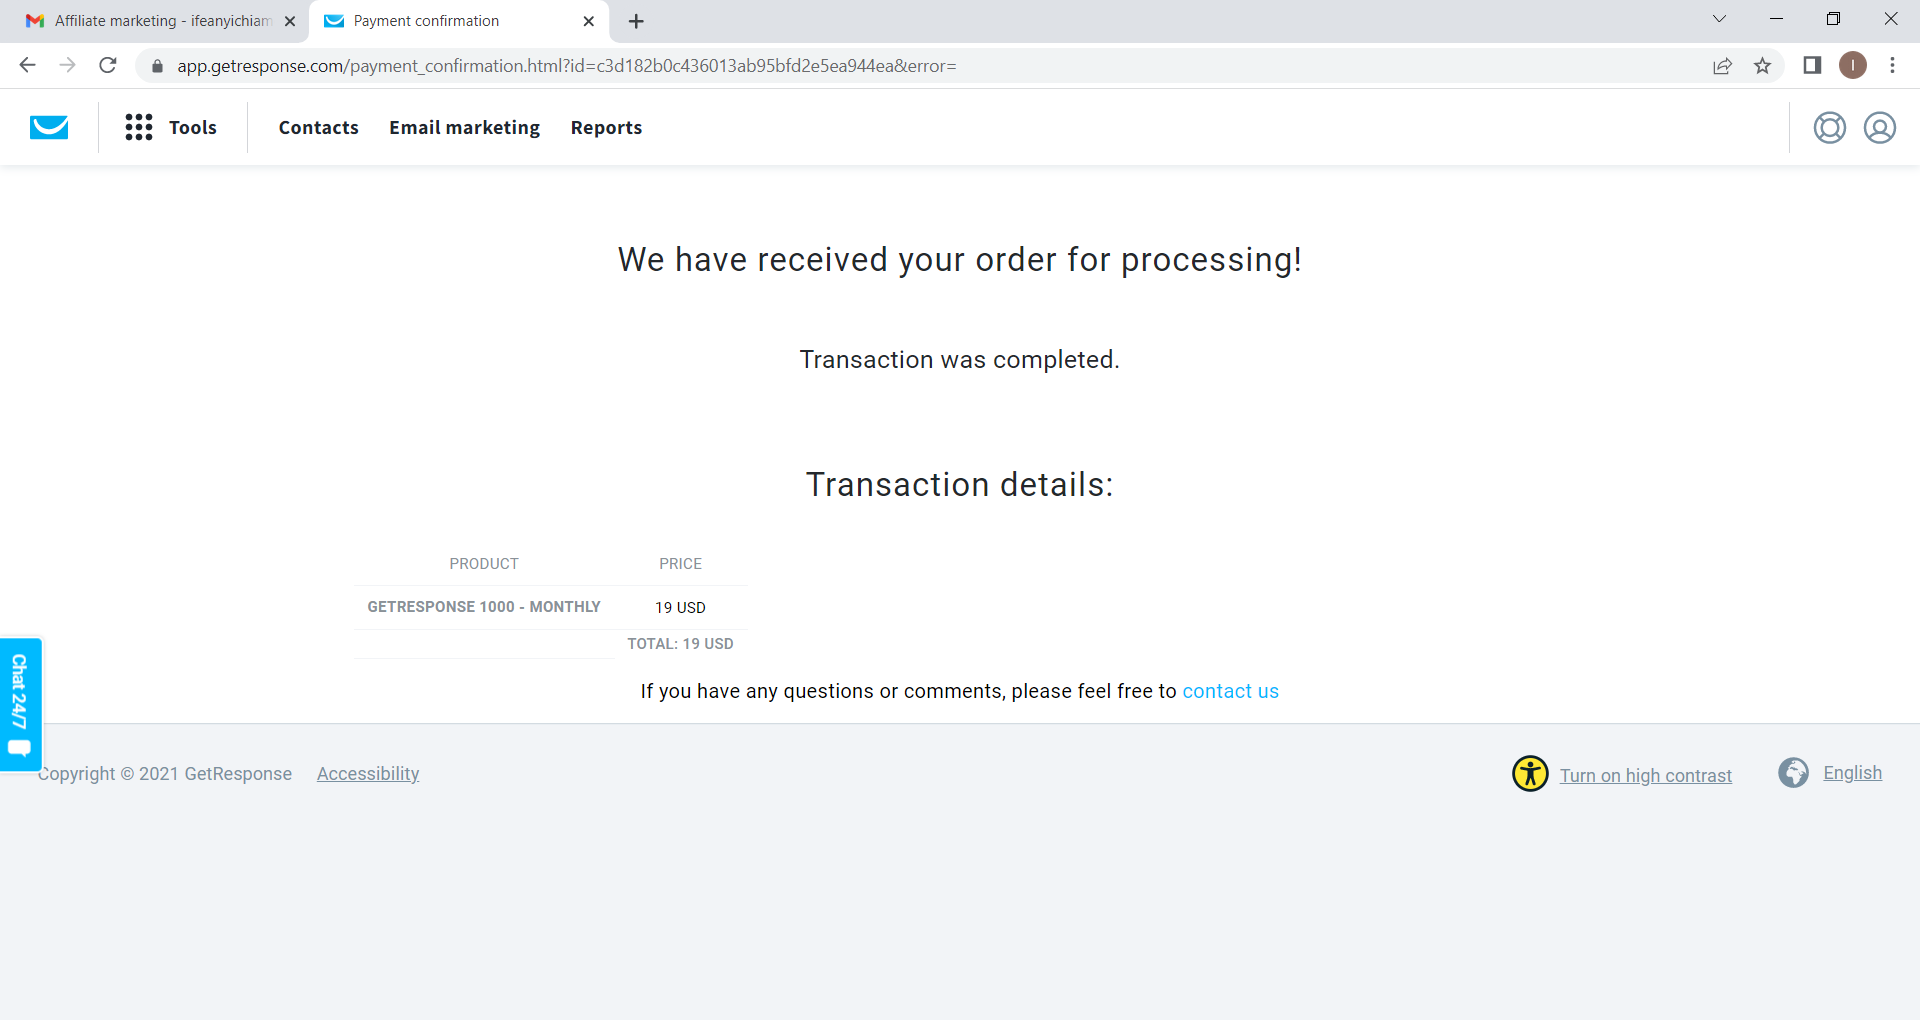 Affiliate marketing - ifeanyichiam
Payment confirmation
app.getresponse.com/payment_confirmation.html?id=c3d182b0c436013ab95bfd2e5ea944ea&error=
I
Tools
Contacts
Email marketing
Reports
We have received your order for processing!
Transaction was completed.
Transaction details:
PRODUCT PRICE
GETRESPONSE 1000 - MONTHLY 19 USD
TOTAL: 19 USD
If you have any questions or comments, please feel free to contact us
Chat 24/7
Copyright © 2021 GetResponse Accessibility
Turn on high contrast
English